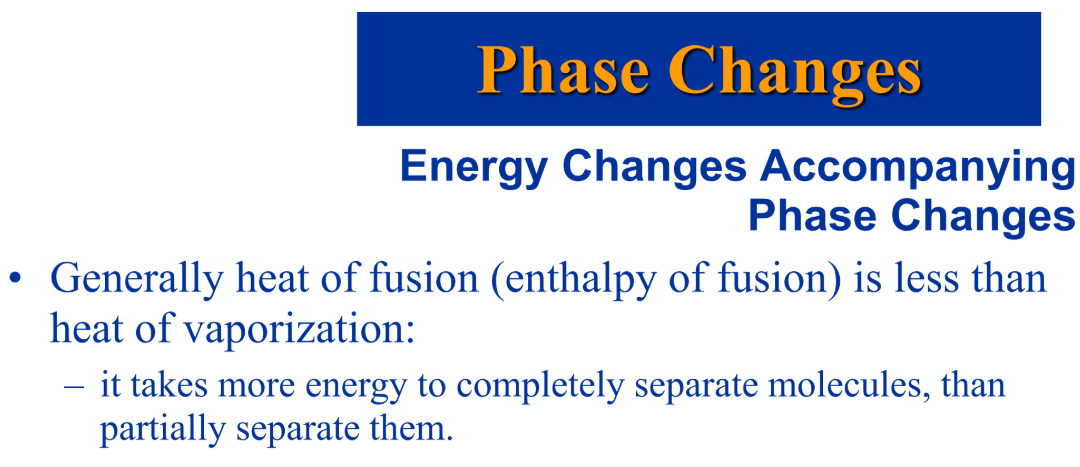 Phase Changes
Energy Changes Accompanying
Phase Changes
• Generally heat of fusion (enthalpy of fusion) is less than
heat of vaporization:
– it takes more energy to completely separate molecules, than
partially separate them.